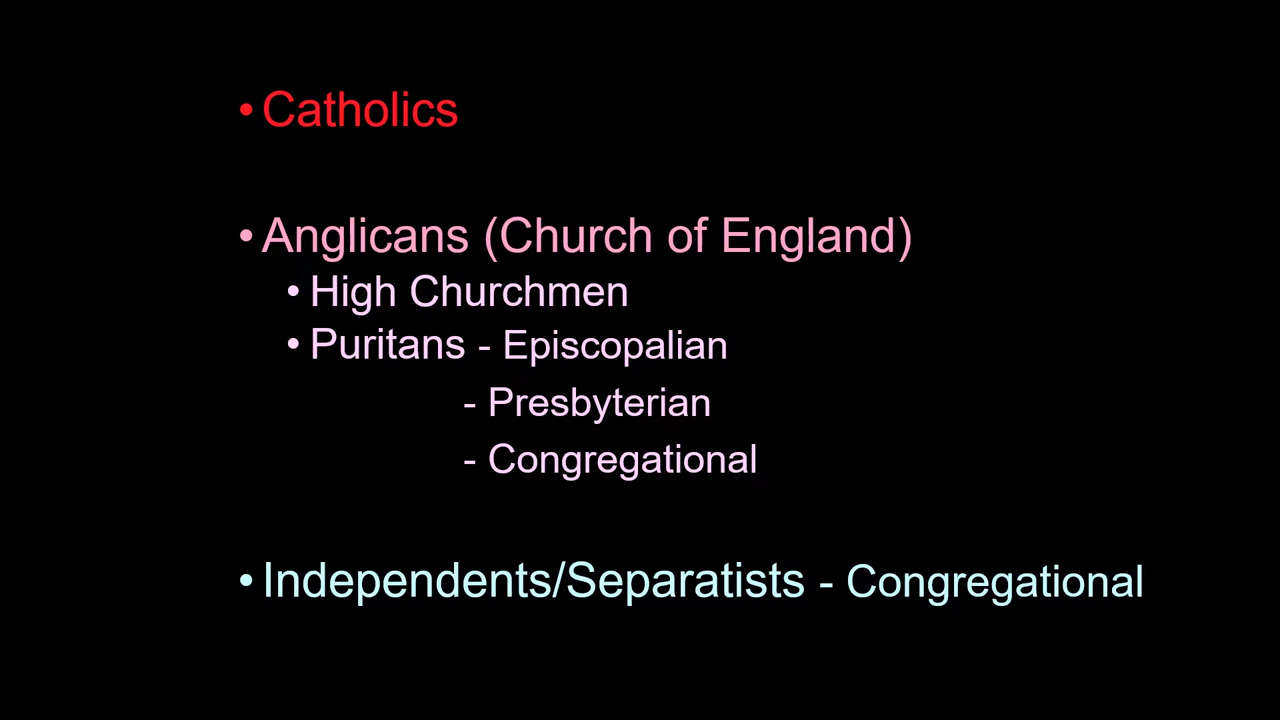 •Catholics
•Anglicans (Church of England)
•High Churchmen
•Puritans - Episcopalian
- Presbyterian
- Congregational
•Independents/Separatists - Congregational